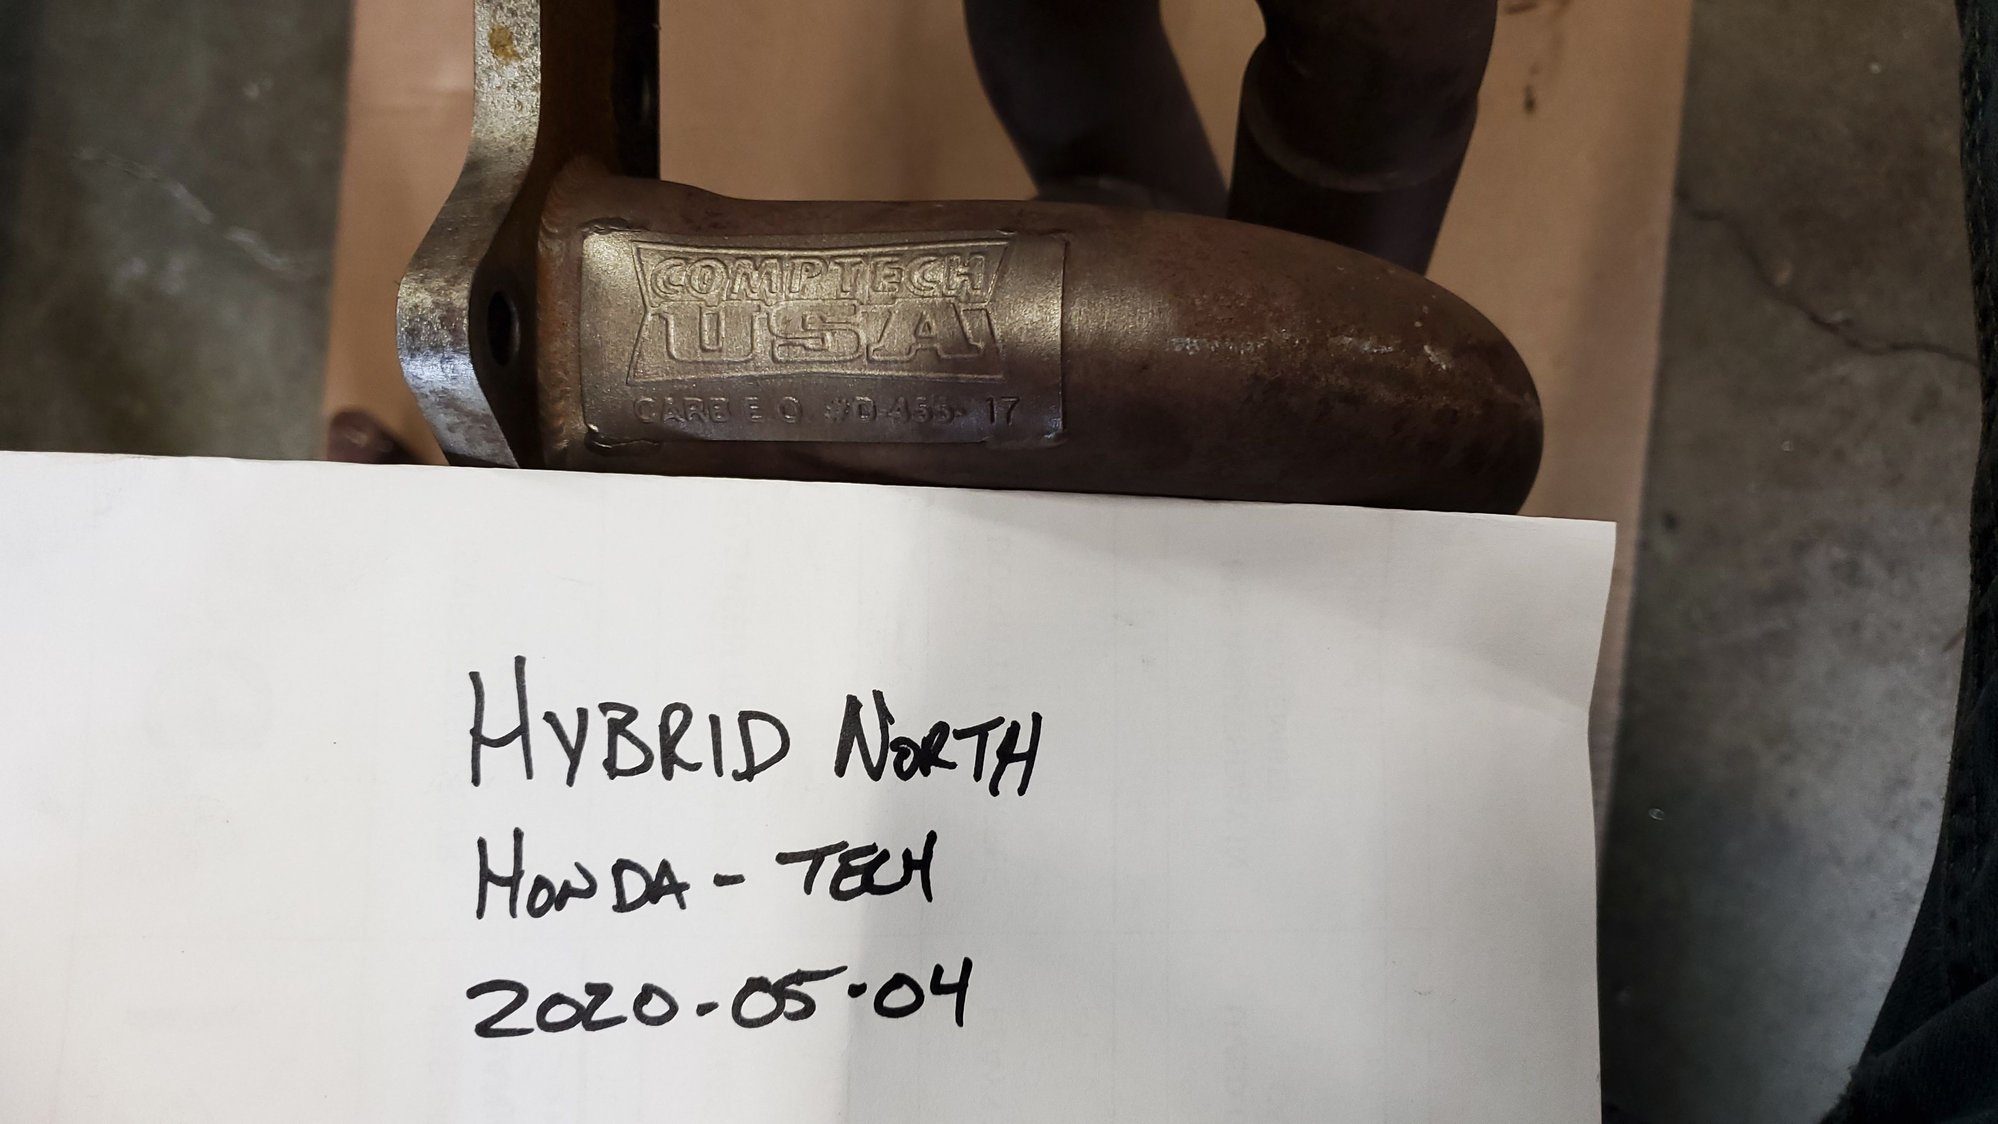 COMPTECH
USA
CARB E.O. #D-455-17
HYBRID NORTH
HONDA-TECH
2020-05-04